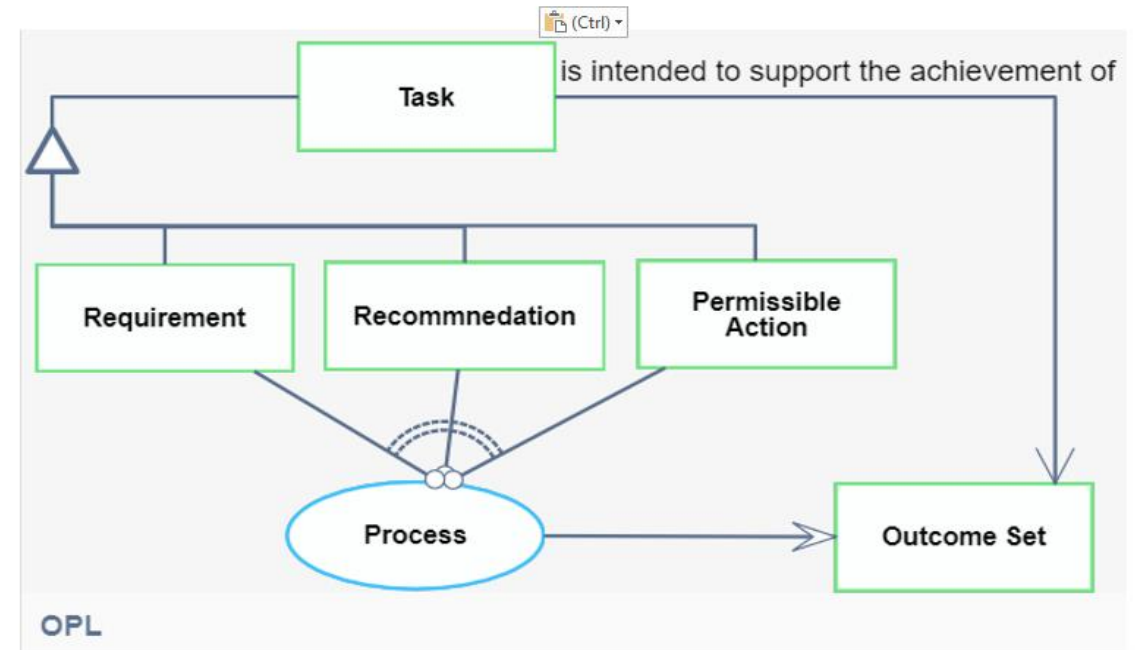 (Ctrl)
Task
is intended to support the achievement of
Requirement
Recommnedation
Permissible
Action
Process
Outcome Set
OPL